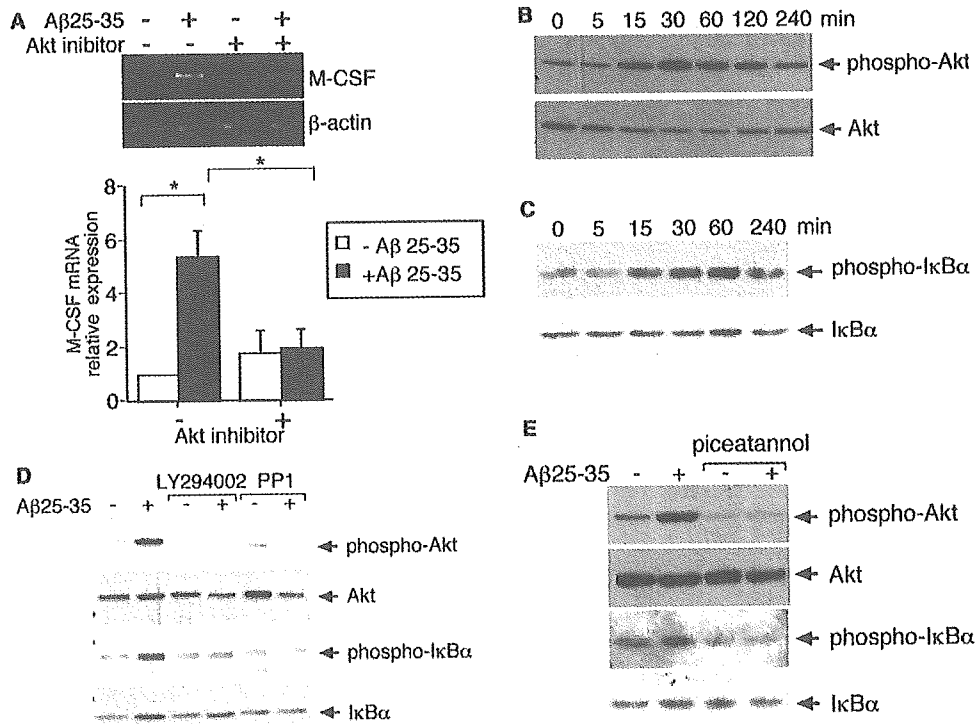 A
Aβ25-35 - + - +
Akt inibitor - - + +
M-CSF
β-actin
* *
8
6
4
2
0
M-CSF mRNA
relative expression
- Aβ 25-35
+Aβ 25-35
- +
Akt inhibitor
B
0 5 15 30 60 120 240 min
phospho-Akt
Akt
C
0 5 15 30 60 240 min
phospho-IκBα
IκBα
D
LY294002 PP1
Aβ25-35 - + - + - +
phospho-Akt
Akt
phospho-IκBα
IκBα
E
piceatannol
Aβ25-35 - + - +
phospho-Akt
Akt
phospho-IκBα
IκBα